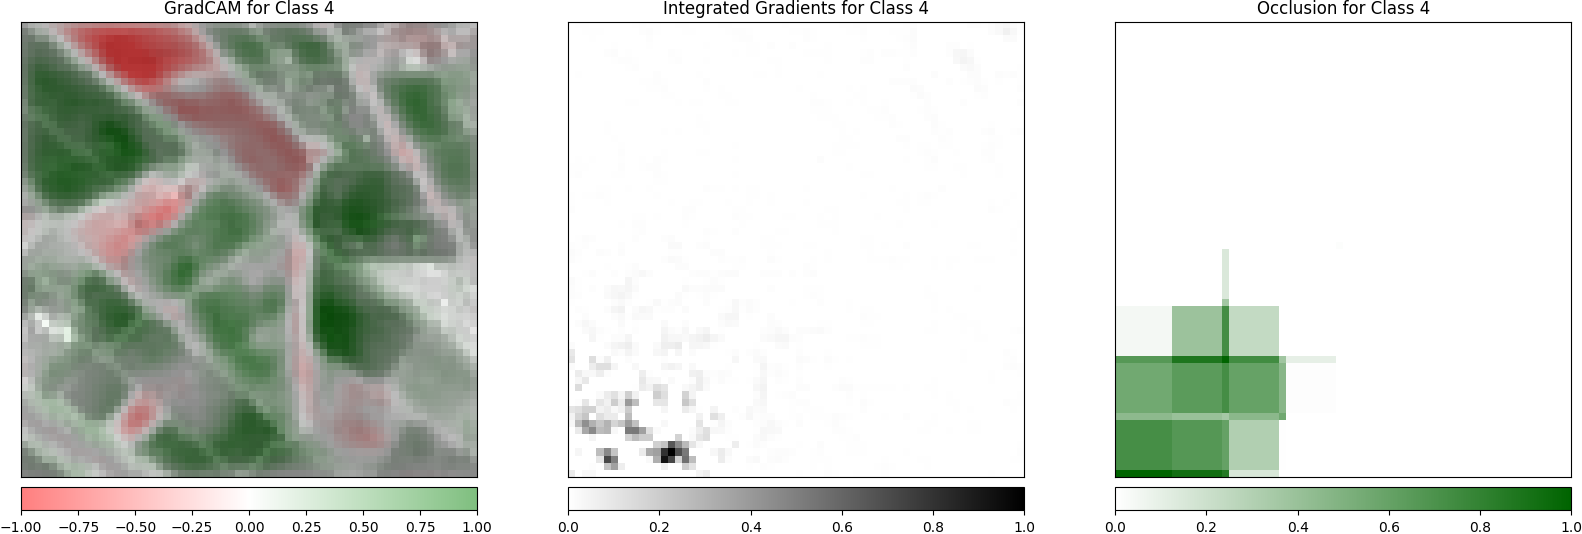 GradCAM for Class 4
Integrated Gradients for Class 4
Occlusion for Class 4
−1.00 −0.75 −0.50 −0.25 0.00 0.25 0.50 0.75 1.00
0.0 0.2 0.4 0.6 0.8 1.0
0.0 0.2 0.4 0.6 0.8 1.0